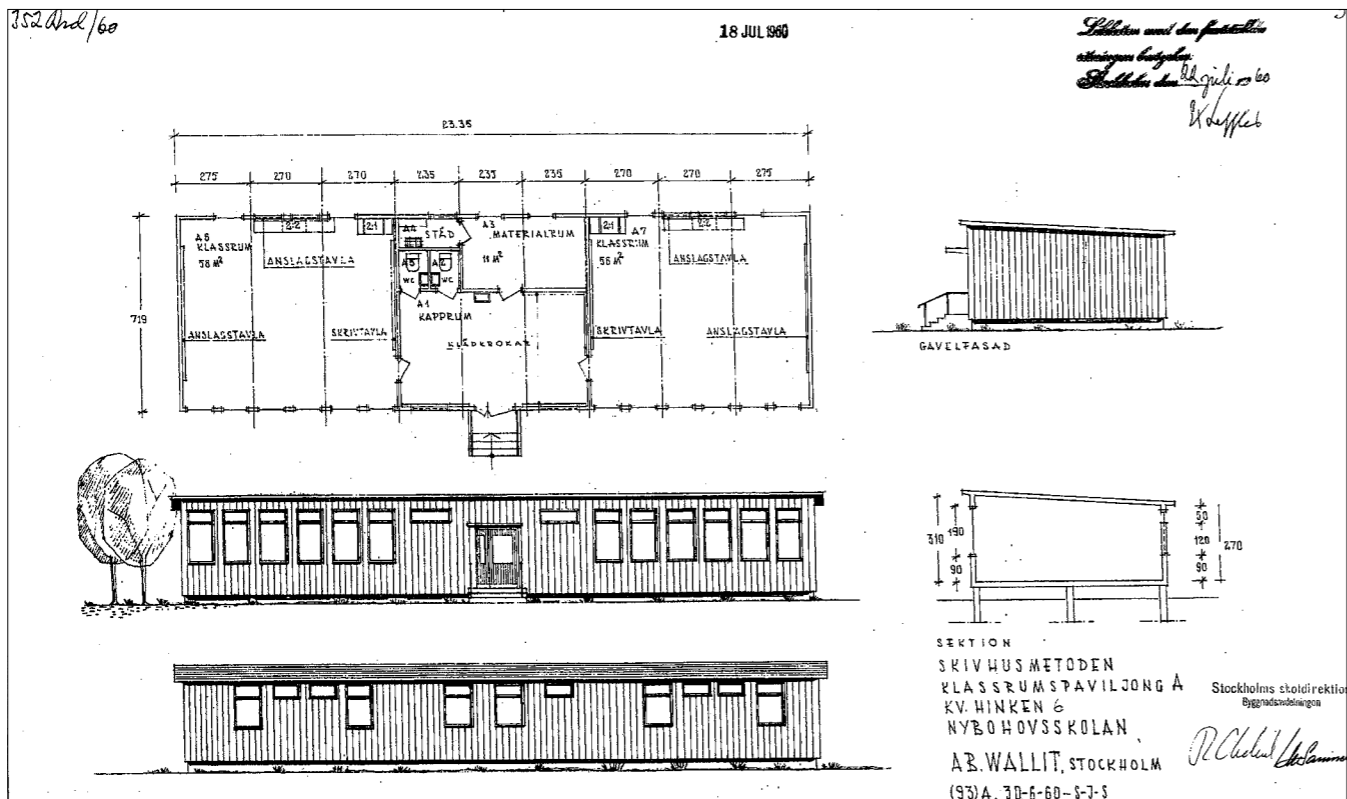 352 And/60
18 JUL 1960
22 juli 1960
23.35
275 270 270 235 235 235 270 270 275
A6
KLASSRUM
58 M²
2:2
ANSLAGSTAVLA
2:1
A4
STÄD
A3
MATERIALRUM
11 M²
2:1
A7
KLASSRUM
56 M²
2:2
ANSLAGSTAVLA
A5
WC
A2
WC
A1
KAPPRUM
719
ANSLAGSTAVLA
SKRIVTAVLA
KLÄDKROKAR
SKRIVTAVLA
ANSLAGSTAVLA
GAVELFASAD
310
190
90
50
120
90
270
SEKTION
SKIVHUSMETODEN
KLASSRUMSPAVILJONG A
KV. HINKEN 6
NYBOHOVSSKOLAN
AB. WALLIT, STOCKHOLM
(93)A. 30-6-60-S-J-S
Stockholms skoldirektion
Byggnadsavdelningen